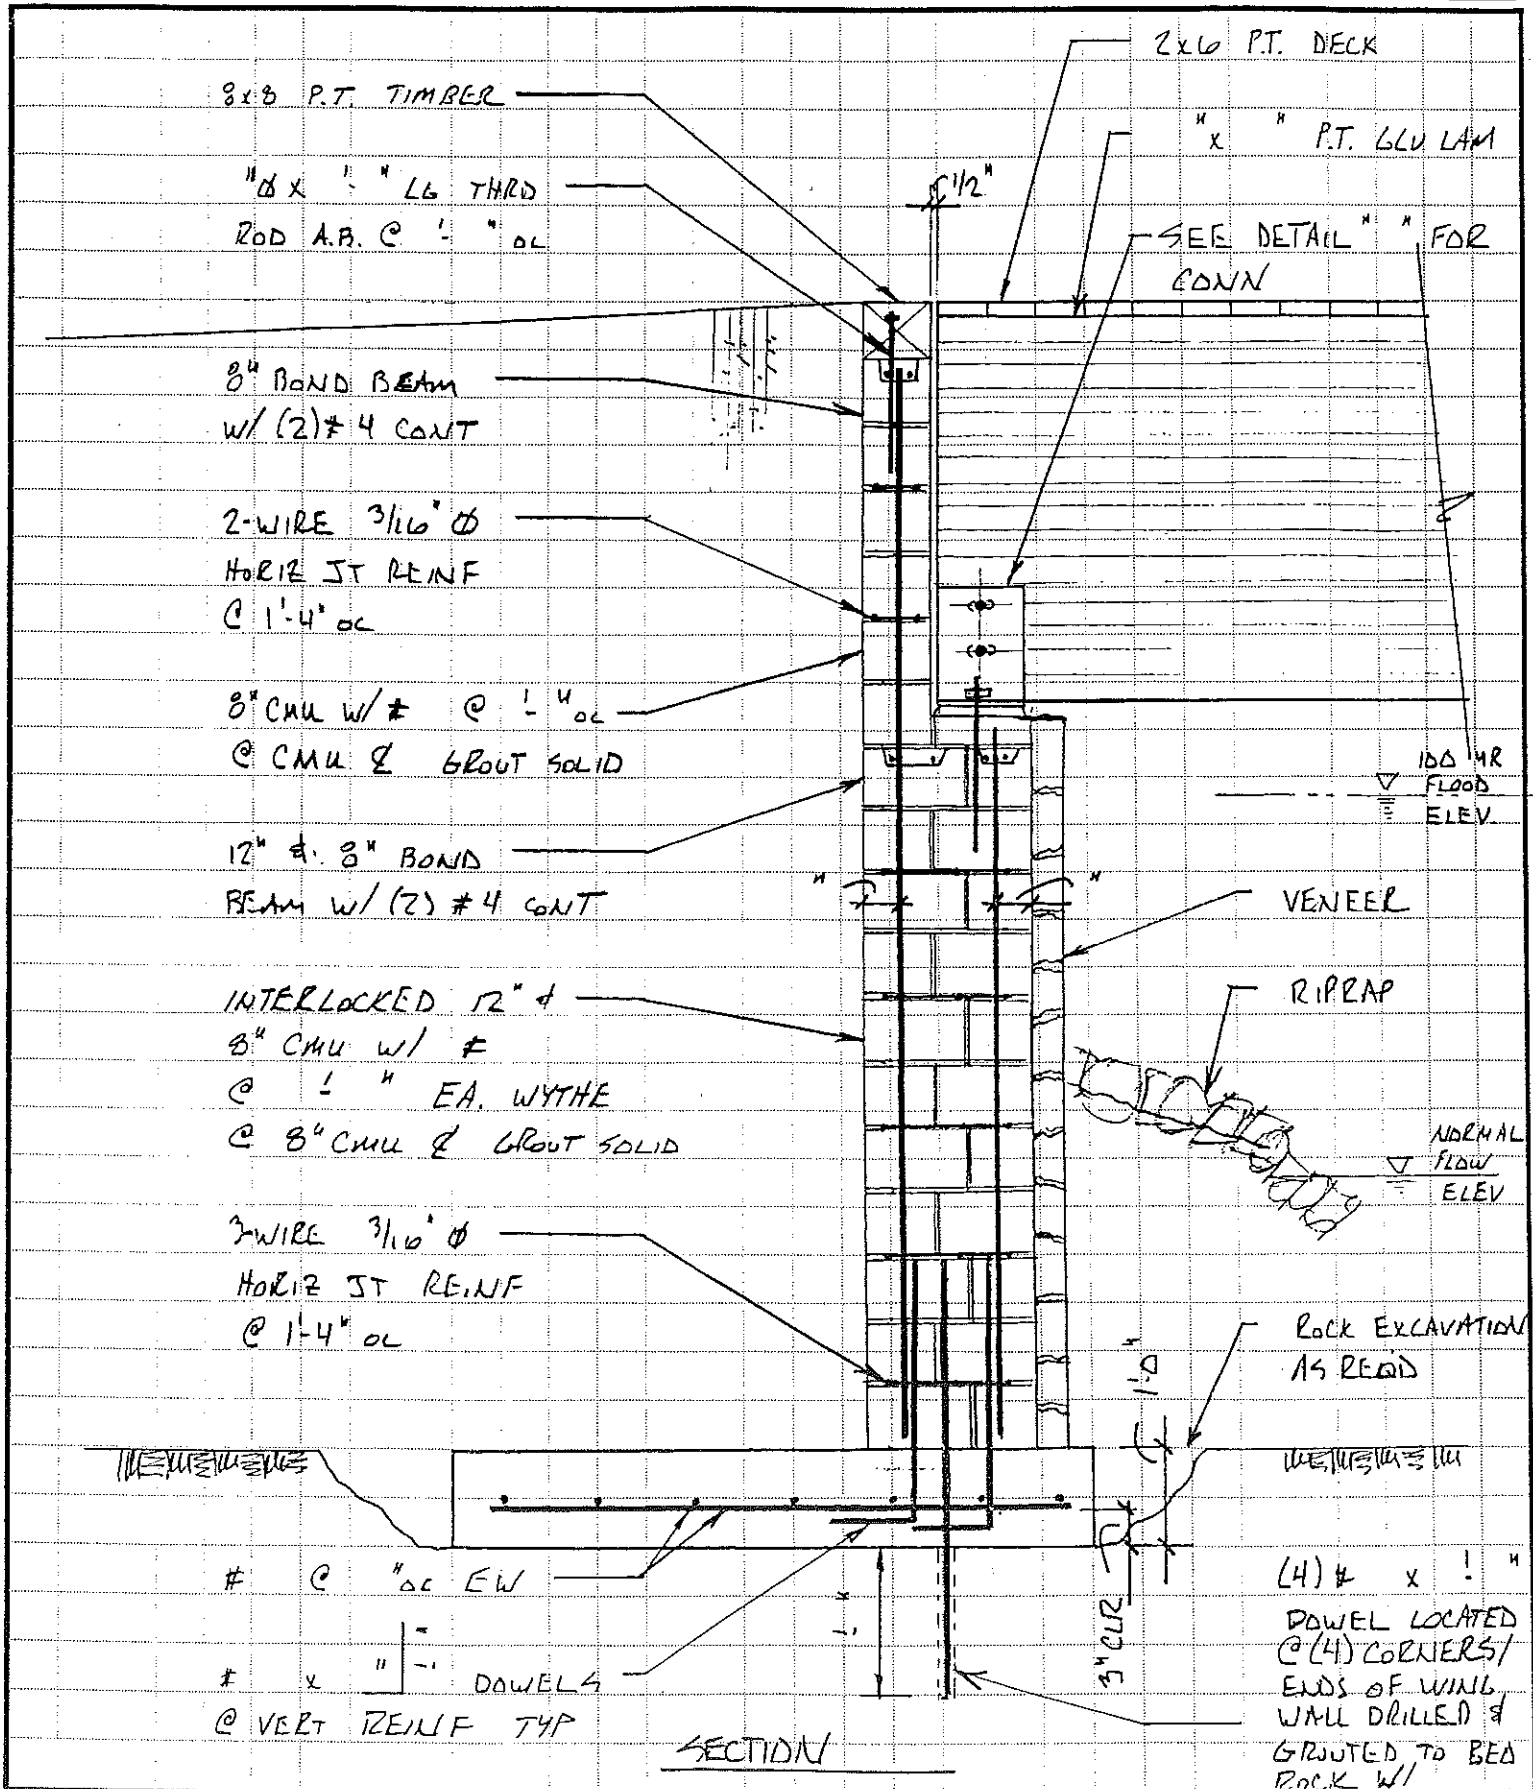 8x8 P.T. TIMBER
"Ø x ' - " LG THRD
ROD A.B. @ ' - " OC
8" BOND BEAM
W/ (2) # 4 CONT
2-WIRE 3/16" Ø
HORIZ JT REINF
@ 1'-4" OC
8" CMU W/ # @ ' - " OC
@ CMU ℄ GROUT SOLID
12" & 8" BOND
BEAM W/ (2) # 4 CONT
INTERLOCKED 12" &
8" CMU W/ #
@ ' - " EA. WYTHE
@ 8" CMU ℄ GROUT SOLID
3-WIRE 3/16" Ø
HORIZ JT REINF
@ 1'-4" OC
# @ " OC EW
# x " ' - " DOWELS
@ VERT REINF TYP
SECTION
1/2"
2x6 P.T. DECK
" x " P.T. GLU LAM
SEE DETAIL " " FOR
CONN
100 YR
FLOOD
ELEV
"
"
VENEER
RIPRAP
NORMAL
FLOW
ELEV
ROCK EXCAVATION
AS REQD
1'-0"
3" CLR
' - "
(4) # x ' - "
DOWEL LOCATED
@ (4) CORNERS/
ENDS OF WING
WALL DRILLED &
GROUTED TO BED
ROCK W/